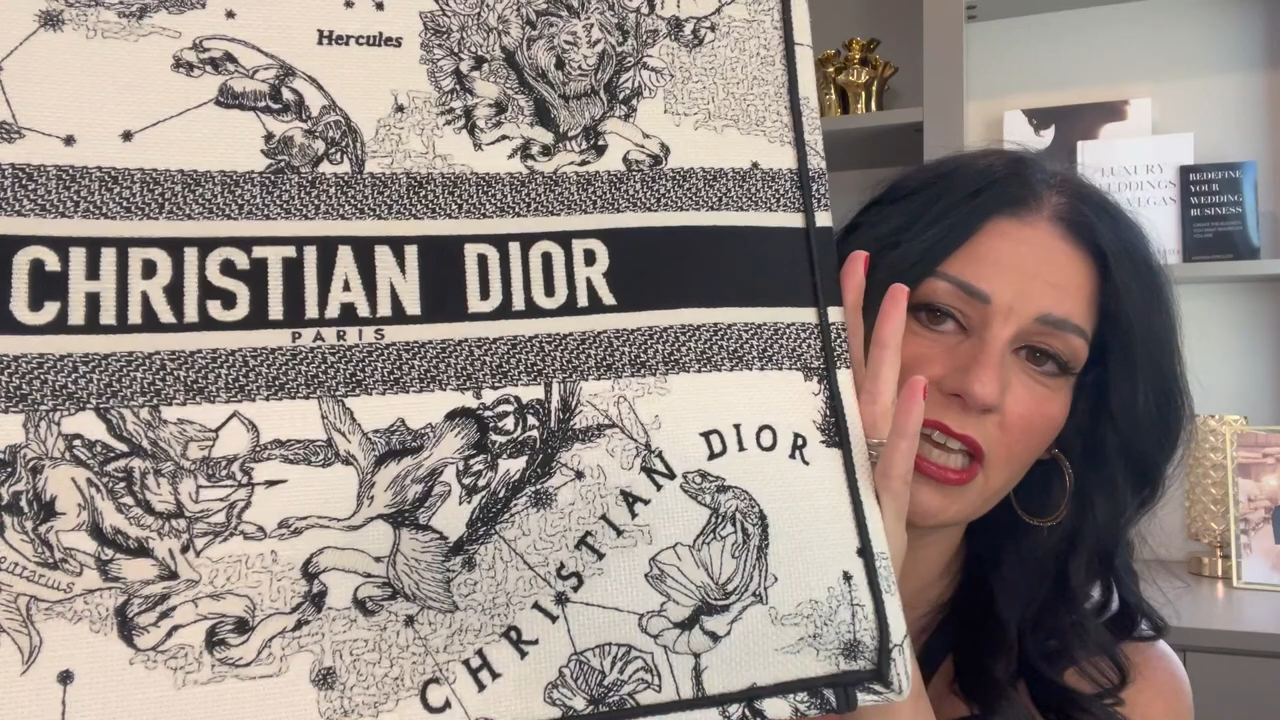 Hercules
CHRISTIAN DIOR
PARIS
CHRISTIAN DIOR
LUXURY
WEDDINGS
VEGAS
REDEFINE
YOUR
WEDDING
BUSINESS